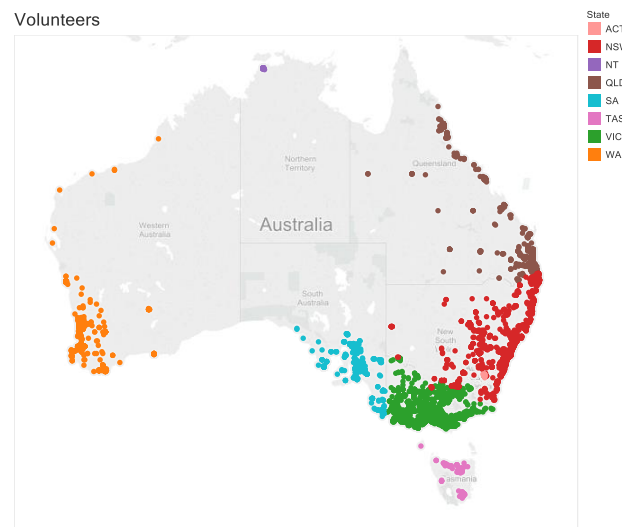 Volunteers
State
ACT
NSW
NT
QLD
SA
TAS
VIC
WA
Northern
Territory
Queensland
Western
Australia
Australia
South
Australia
New
South
asmania